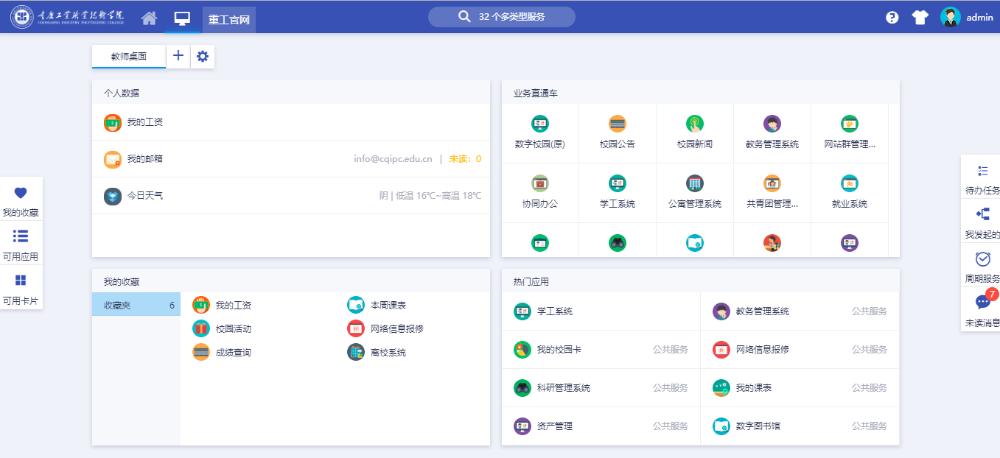 重庆工业职业技术学院
CHONGQING INDUSTRY POLYTECHNIC COLLEGE
重工官网
32 个多类型服务
admin
教师桌面
个人数据
我的工资
我的邮箱
info@cqipc.edu.cn | 未读：0
今日天气
阴 | 低温 16℃~高温 18℃
业务直通车
数字校园(原)
校园公告
校园新闻
教务管理系统
网站群管理...
协同办公
学工系统
公寓管理系统
共青团管理...
就业系统
我的收藏
可用应用
可用卡片
我的收藏
收藏夹 6
我的工资
本周课表
校园活动
网络信息报修
成绩查询
离校系统
热门应用
学工系统
教务管理系统 公共服务
我的校园卡 公共服务
网络信息报修 公共服务
科研管理系统 公共服务
我的课表 公共服务
资产管理 公共服务
数字图书馆 公共服务
待办任务
我发起的
周期服务
7
未读消息